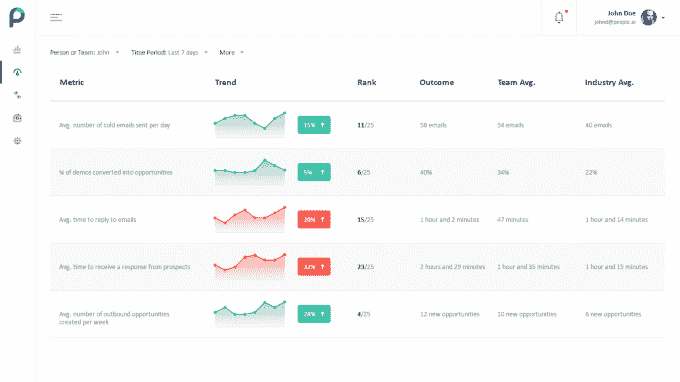 John Doe
johnd@people.ai
Person or Team: John
Time Period: Last 7 days
More
Metric Trend Rank Outcome Team Avg. Industry Avg.
Avg. number of cold emails sent per day 15% 11/25 58 emails 54 emails 40 emails
% of demos converted into opportunities 5% 6/25 40% 34% 22%
Avg. time to reply to emails 20% 15/25 1 hour and 2 minutes 47 minutes 1 hour and 14 minutes
Avg. time to receive a response from prospects 23/25 2 hours and 29 minutes 1 hour and 35 minutes 1 hour and 15 minutes
Avg. number of outbound opportunities
created per week 28% 4/25 12 new opportunities 10 new opportunities 6 new opportunities